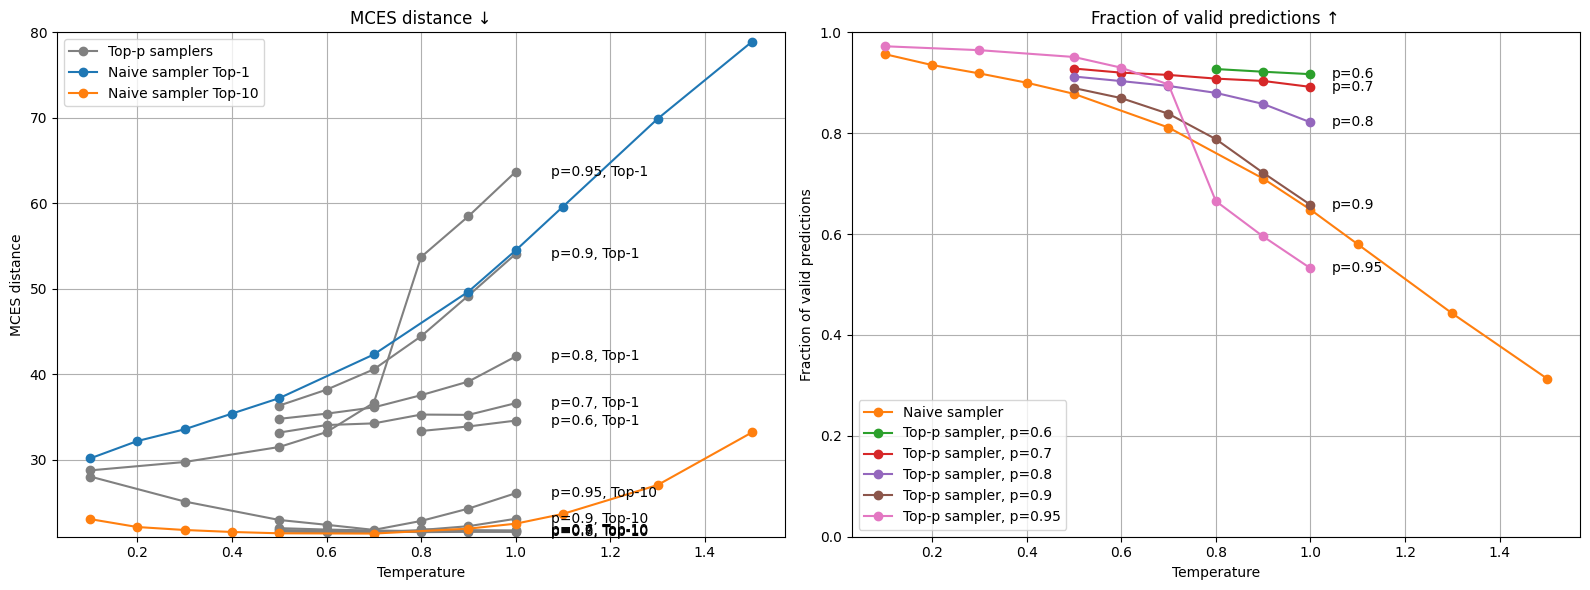 MCES distance ↓
80
70
60
50
40
30
MCES distance
Top-p samplers
Naive sampler Top-1
Naive sampler Top-10
p=0.95, Top-1
p=0.9, Top-1
p=0.8, Top-1
p=0.7, Top-1
p=0.6, Top-1
p=0.95, Top-10
p=0.9, Top-10
0.2 0.4 0.6 0.8 1.0 1.2 1.4
Temperature
Fraction of valid predictions ↑
1.0
0.8
0.6
0.4
0.2
0.0
Fraction of valid predictions
p=0.6
p=0.7
p=0.8
p=0.9
p=0.95
Naive sampler
Top-p sampler, p=0.6
Top-p sampler, p=0.7
Top-p sampler, p=0.8
Top-p sampler, p=0.9
Top-p sampler, p=0.95
0.2 0.4 0.6 0.8 1.0 1.2 1.4
Temperature